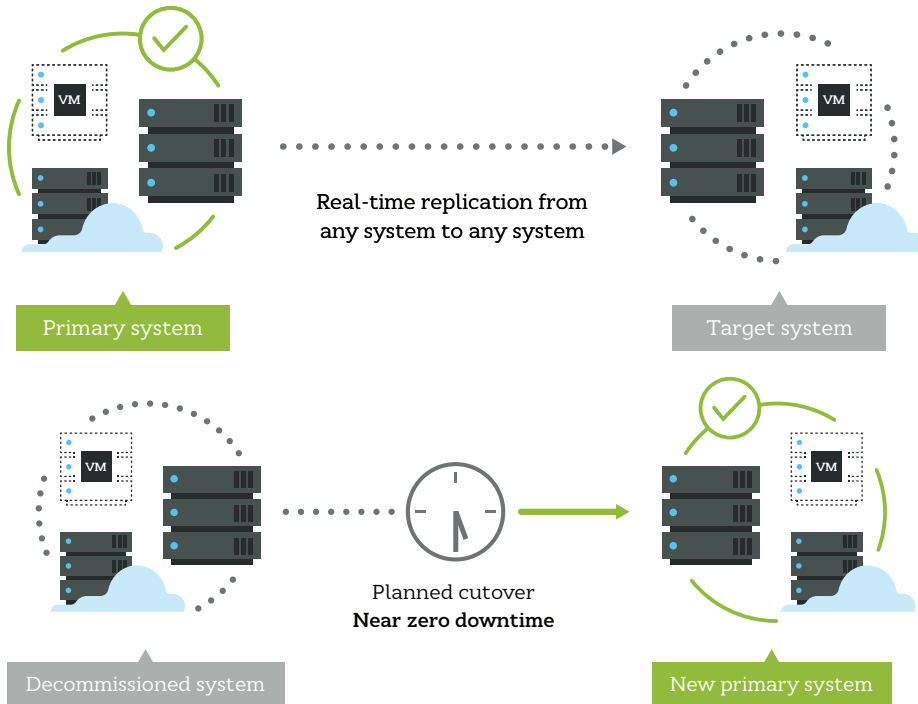 VM
VM
Real-time replication from
any system to any system
Primary system
Target system
VM
VM
Planned cutover
Near zero downtime
Decommissioned system
New primary system